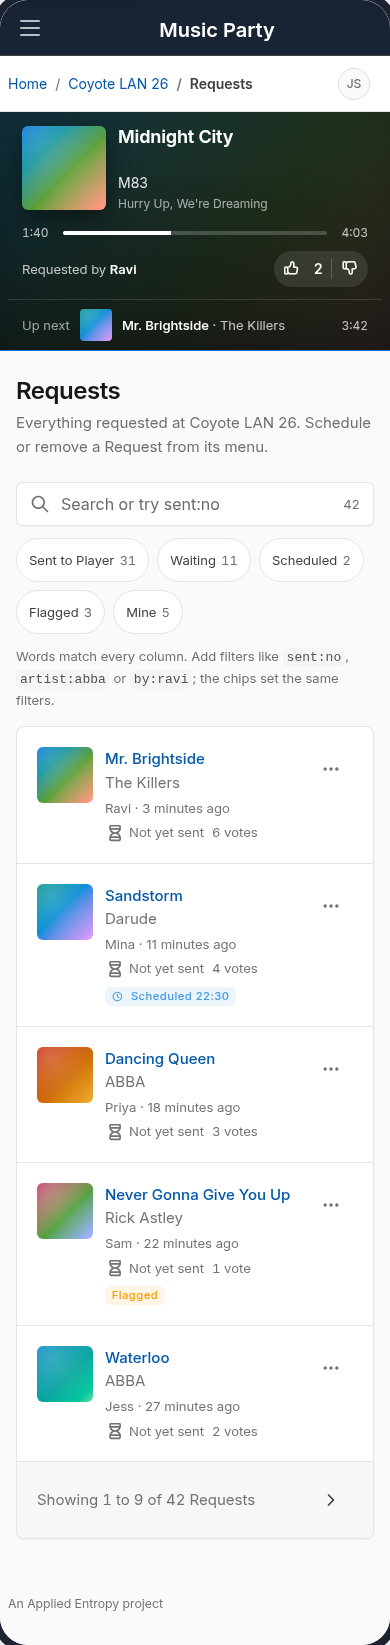 Music Party
Home / Coyote LAN 26 / Requests
JS
Midnight City
M83
Hurry Up, We're Dreaming
1:40 4:03
Requested by Ravi 2
Up next Mr. Brightside · The Killers 3:42
Requests
Everything requested at Coyote LAN 26. Schedule
or remove a Request from its menu.
Search or try sent:no 42
Sent to Player 31 Waiting 11 Scheduled 2
Flagged 3 Mine 5
Words match every column. Add filters like sent:no ,
artist:abba or by:ravi ; the chips set the same
filters.
Mr. Brightside
The Killers
Ravi · 3 minutes ago
Not yet sent 6 votes
Sandstorm
Darude
Mina · 11 minutes ago
Not yet sent 4 votes
Scheduled 22:30
Dancing Queen
ABBA
Priya · 18 minutes ago
Not yet sent 3 votes
Never Gonna Give You Up
Rick Astley
Sam · 22 minutes ago
Not yet sent 1 vote
Flagged
Waterloo
ABBA
Jess · 27 minutes ago
Not yet sent 2 votes
Showing 1 to 9 of 42 Requests
An Applied Entropy project